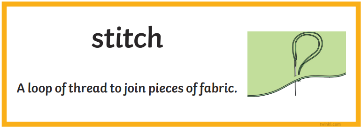 stitch
A loop of thread to join pieces of fabric.